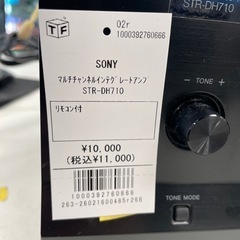 STR-DH710
TF
02r
1000392760666
SONY
マルチチャンネルインテグレートアンプ
STR-DH710
リモコン付
¥10,000
(税込¥11,000)
1000392760666
263-26021600485r266
- TONE +
TONE MODE